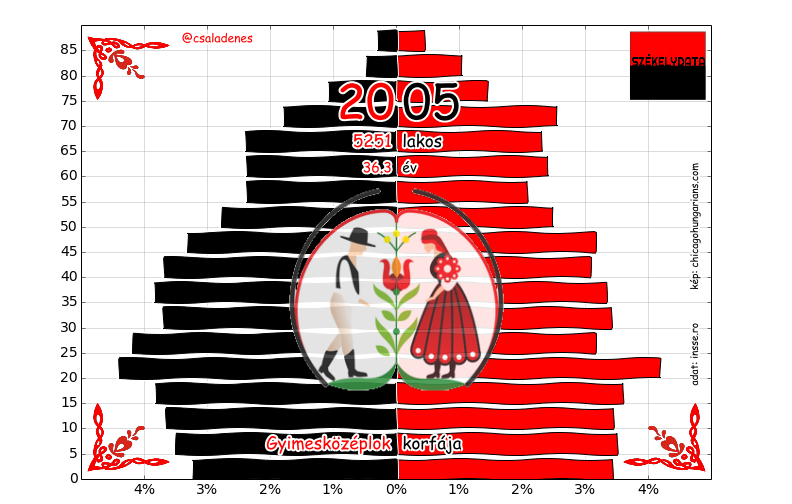 @csaladenes
SZÉKELYDATA
2005
5251 lakos
36.3 év
kép: chicagohungarians.com
adat: insse.ro
Gyimesközéplok korfája
85
80
75
70
65
60
55
50
45
40
35
30
25
20
15
10
5
0
4% 3% 2% 1% 0% 1% 2% 3% 4%